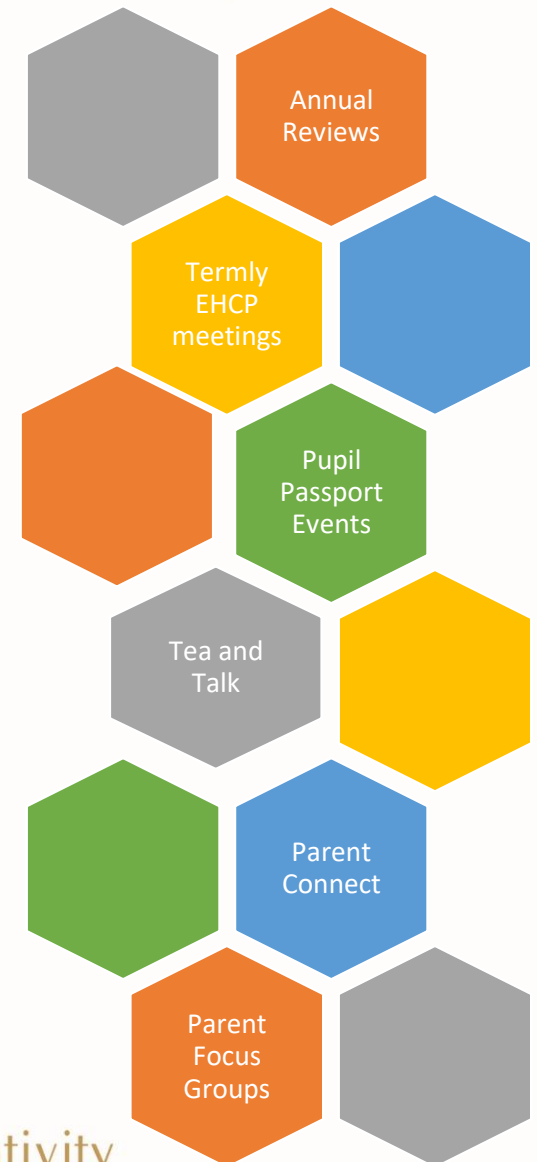 Annual
Reviews
Termly
EHCP
meetings
Pupil
Passport
Events
Tea and
Talk
Parent
Connect
Parent
Focus
Groups